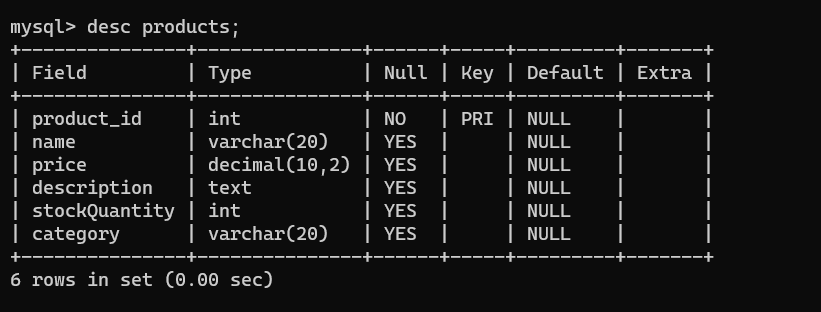 mysql> desc products;
+---------------+---------------+------+-----+---------+-------+
| Field         | Type          | Null | Key | Default | Extra |
+---------------+---------------+------+-----+---------+-------+
| product_id    | int           | NO   | PRI | NULL    |       |
| name          | varchar(20)   | YES  |     | NULL    |       |
| price         | decimal(10,2) | YES  |     | NULL    |       |
| description   | text          | YES  |     | NULL    |       |
| stockQuantity | int           | YES  |     | NULL    |       |
| category      | varchar(20)   | YES  |     | NULL    |       |
+---------------+---------------+------+-----+---------+-------+
6 rows in set (0.00 sec)